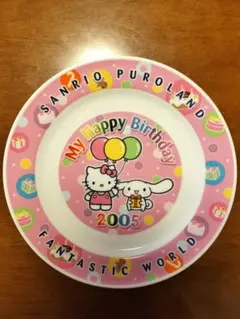 SANRIO PUROLAND
My Happy Birthday
2005
FANTASTIC WORLD